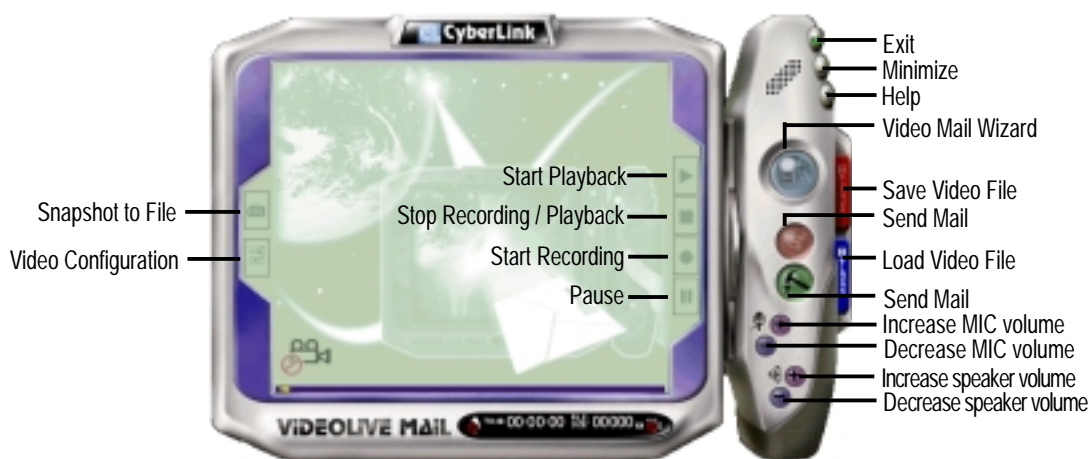 CyberLink
Exit
Minimize
Help
Video Mail Wizard
Start Playback
Save Video File
Snapshot to File
Stop Recording / Playback
Send Mail
Video Configuration
Start Recording
Load Video File
Pause
Send Mail
Increase MIC volume
Decrease MIC volume
Increase speaker volume
Decrease speaker volume
VIDEOLIVE MAIL
00:00:00
00000